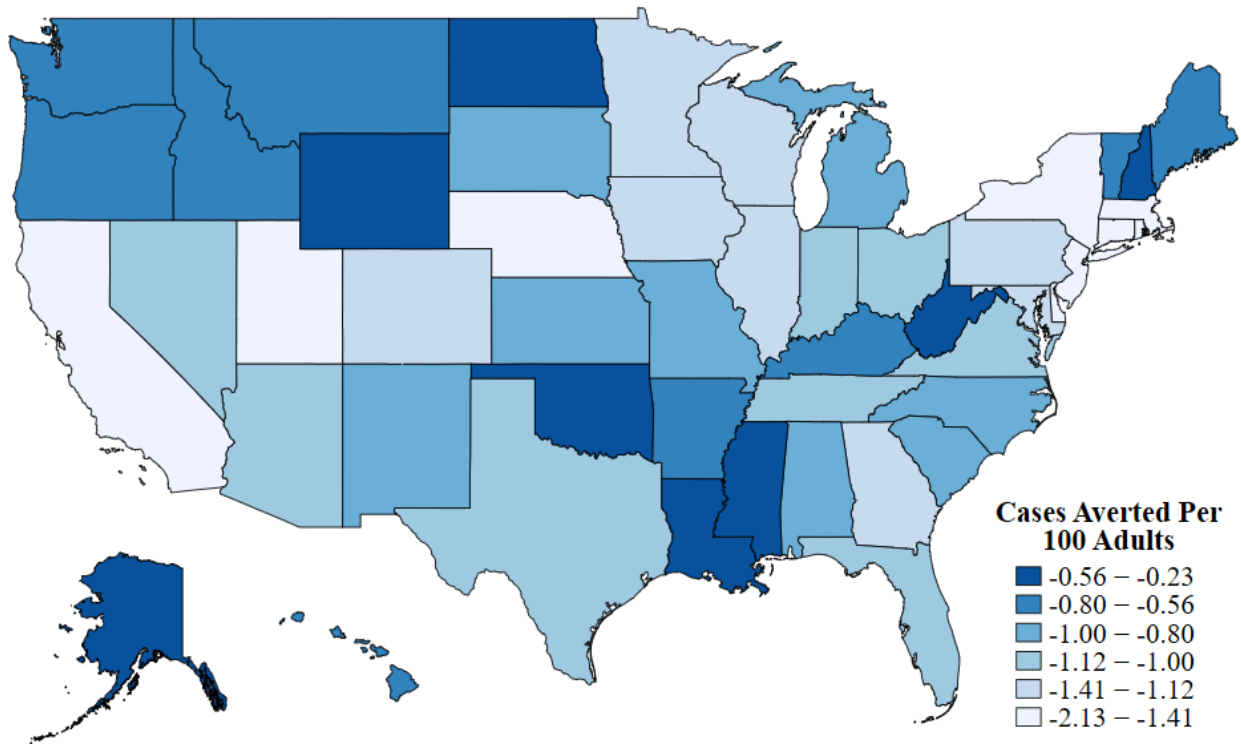 Cases Averted Per
100 Adults
-0.56 – -0.23
-0.80 – -0.56
-1.00 – -0.80
-1.12 – -1.00
-1.41 – -1.12
-2.13 – -1.41